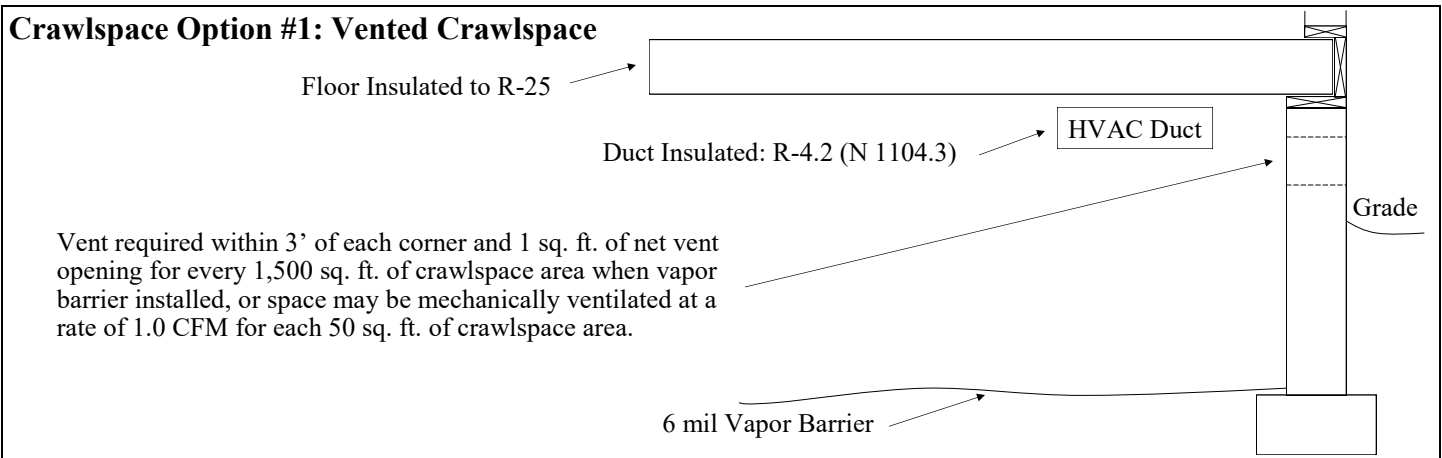 Crawlspace Option #1: Vented Crawlspace
Floor Insulated to R-25
HVAC Duct
Duct Insulated: R-4.2 (N 1104.3)
Grade
Vent required within 3’ of each corner and 1 sq. ft. of net vent
opening for every 1,500 sq. ft. of crawlspace area when vapor
barrier installed, or space may be mechanically ventilated at a
rate of 1.0 CFM for each 50 sq. ft. of crawlspace area.
6 mil Vapor Barrier